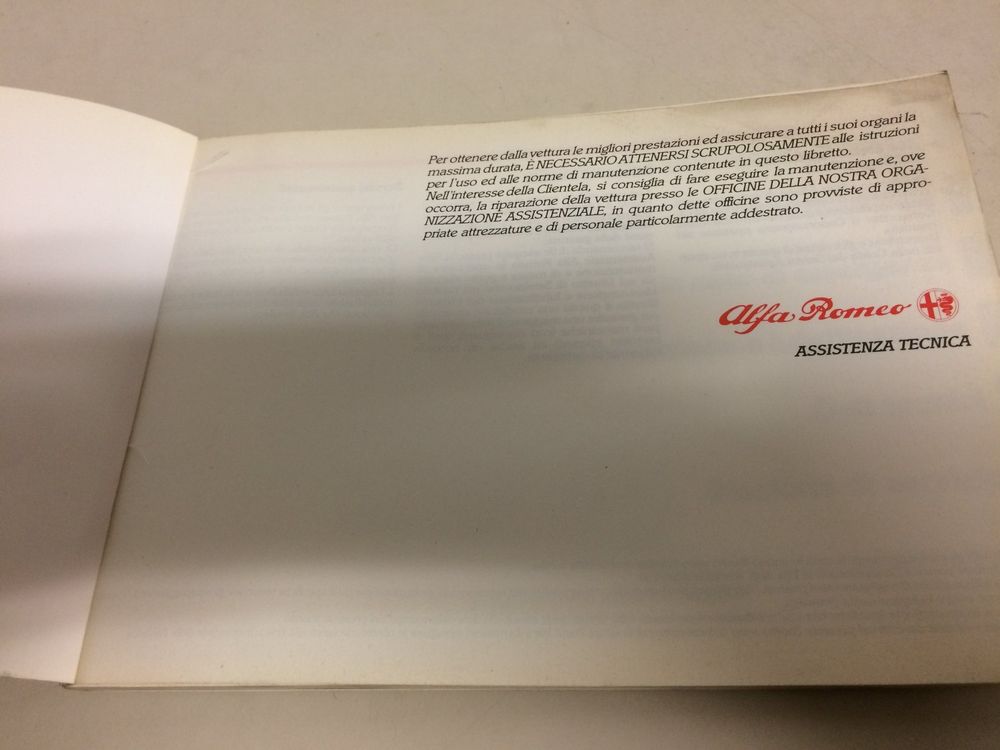 Per ottenere dalla vettura le migliori prestazioni ed assicurare a tutti i suoi organi la
massima durata, È NECESSARIO ATTENERSI SCRUPOLOSAMENTE alle istruzioni
per l'uso ed alle norme di manutenzione contenute in questo libretto.
Nell'interesse della Clientela, si consiglia di fare eseguire la manutenzione e, ove
occorra, la riparazione della vettura presso le OFFICINE DELLA NOSTRA ORGA-
NIZZAZIONE ASSISTENZIALE, in quanto dette officine sono provviste di appro-
priate attrezzature e di personale particolarmente addestrato.
Alfa Romeo
ASSISTENZA TECNICA